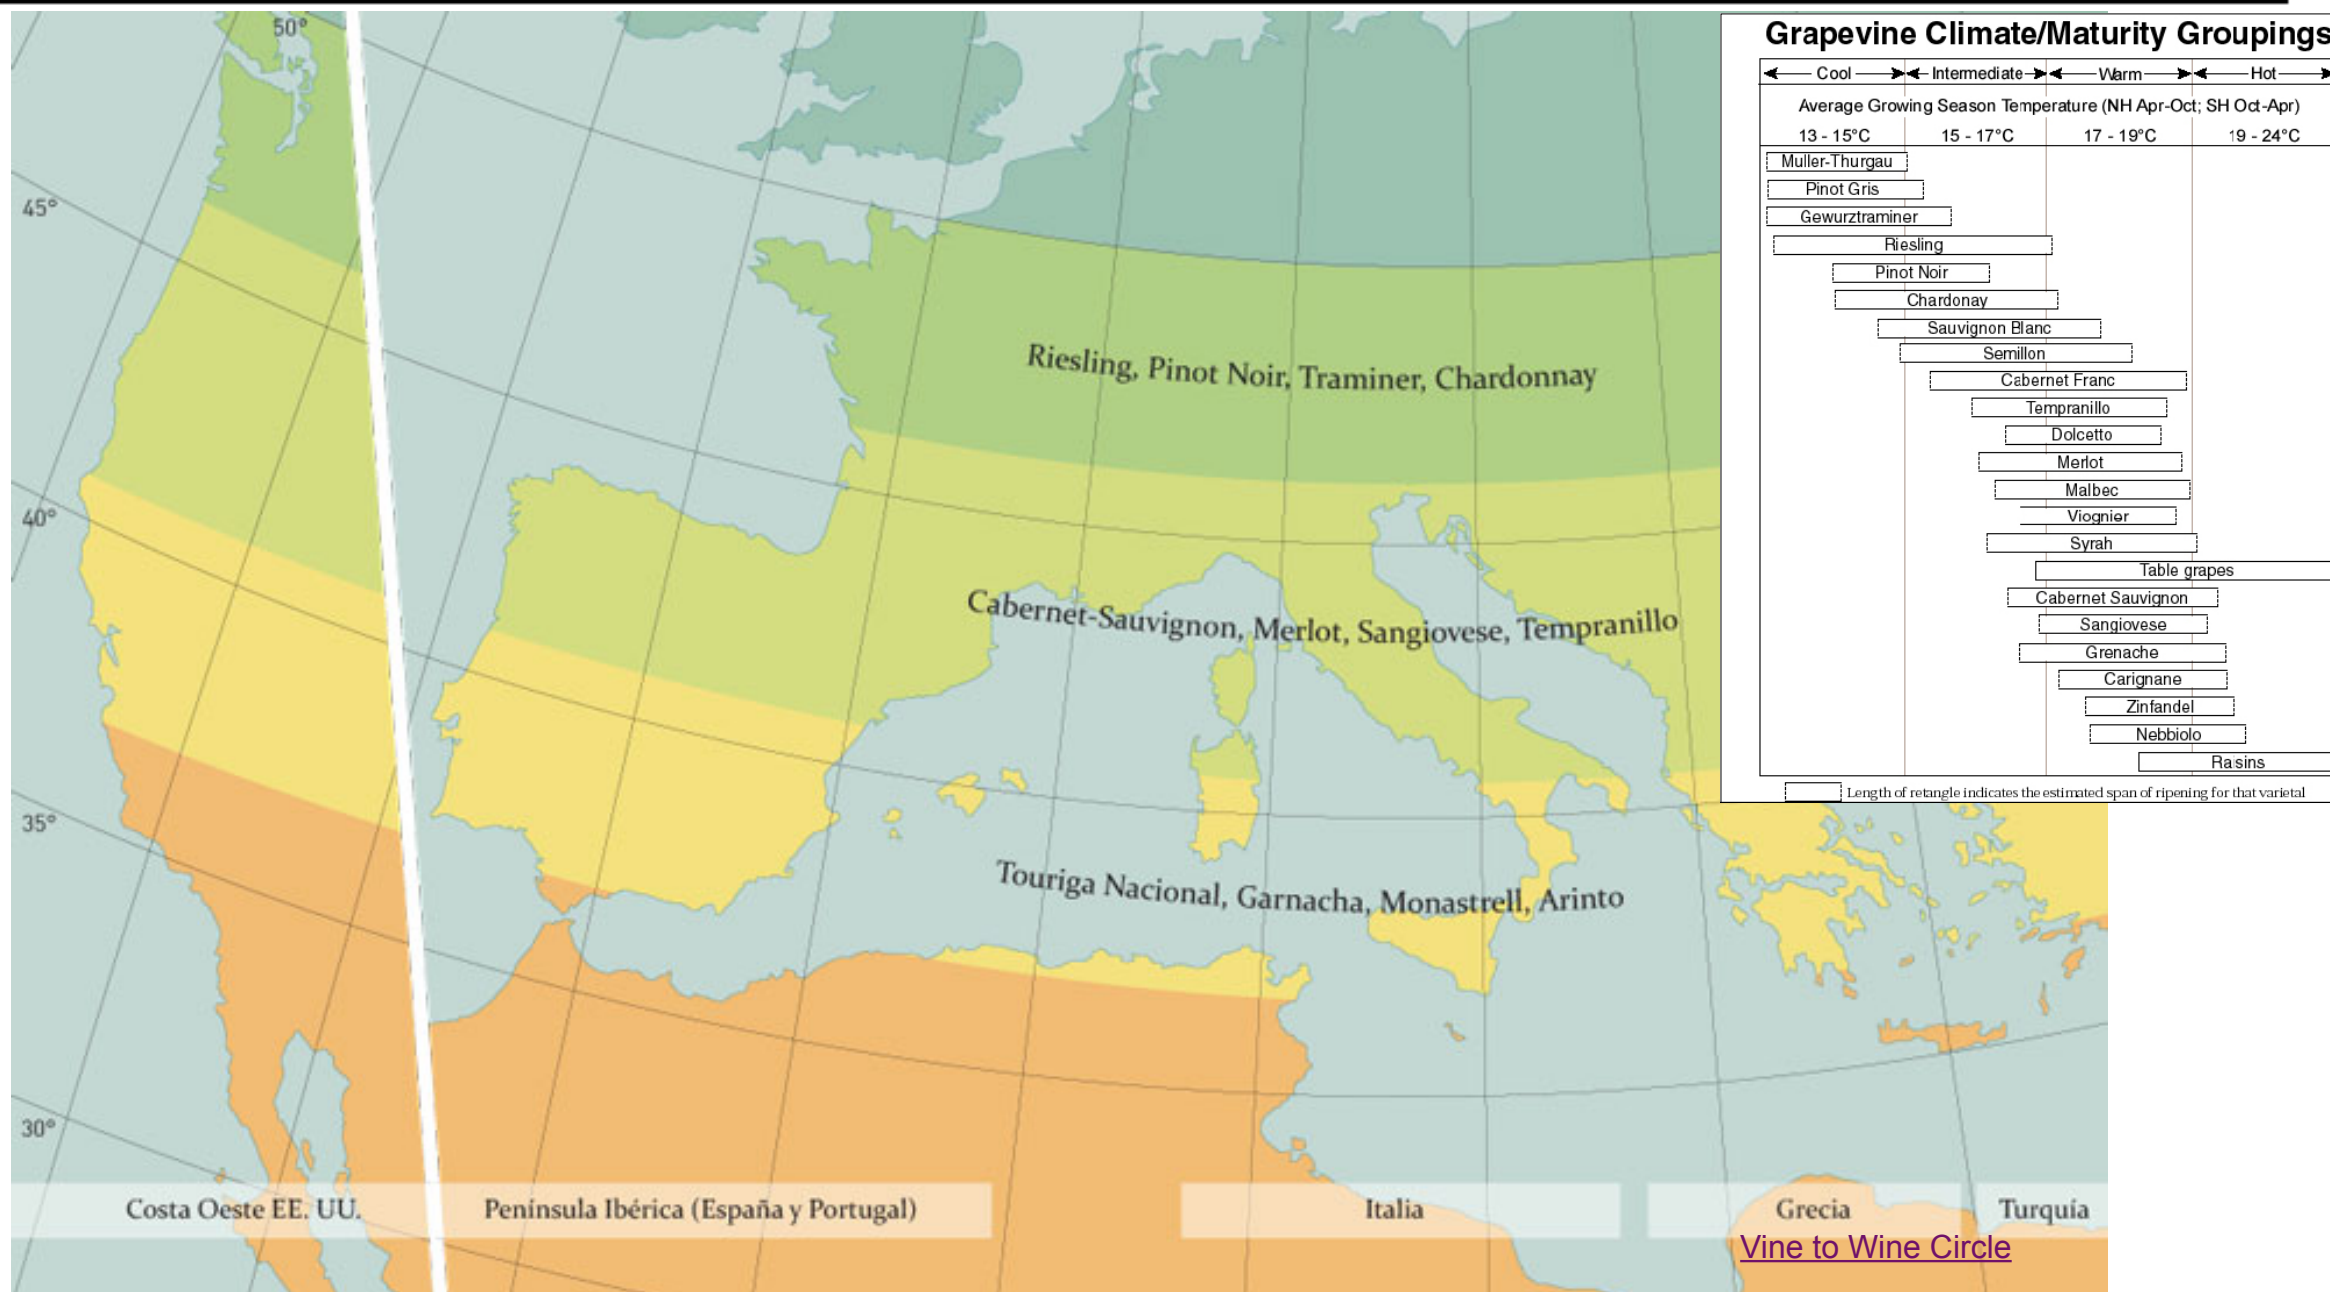 50°
45°
40°
35°
30°
Riesling, Pinot Noir, Traminer, Chardonnay
Cabernet-Sauvignon, Merlot, Sangiovese, Tempranillo
Touriga Nacional, Garnacha, Monastrell, Arinto
Costa Oeste EE. UU.
Península Ibérica (España y Portugal)
Italia
Grecia
Turquía
Vine to Wine Circle
Grapevine Climate/Maturity Groupings
Cool Intermediate Warm Hot
Average Growing Season Temperature (NH Apr-Oct; SH Oct-Apr)
13 - 15°C 15 - 17°C 17 - 19°C 19 - 24°C
Muller-Thurgau
Pinot Gris
Gewurztraminer
Riesling
Pinot Noir
Chardonay
Sauvignon Blanc
Semillon
Cabernet Franc
Tempranillo
Dolcetto
Merlot
Malbec
Viognier
Syrah
Table grapes
Cabernet Sauvignon
Sangiovese
Grenache
Carignane
Zinfandel
Nebbiolo
Raisins
Length of retangle indicates the estimated span of ripening for that varietal